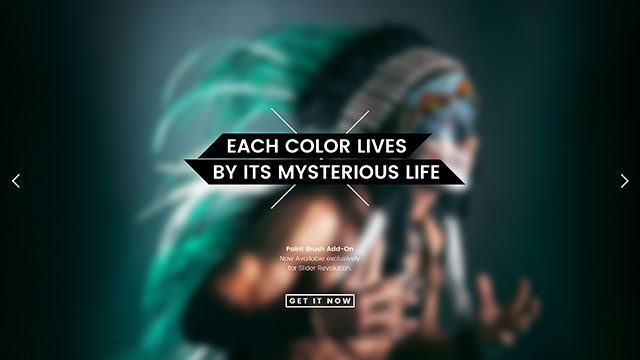 EACH COLOR LIVES
BY ITS MYSTERIOUS LIFE
Paint Brush Add-On
Now Available exclusively
for Slider Revolution.
GET IT NOW